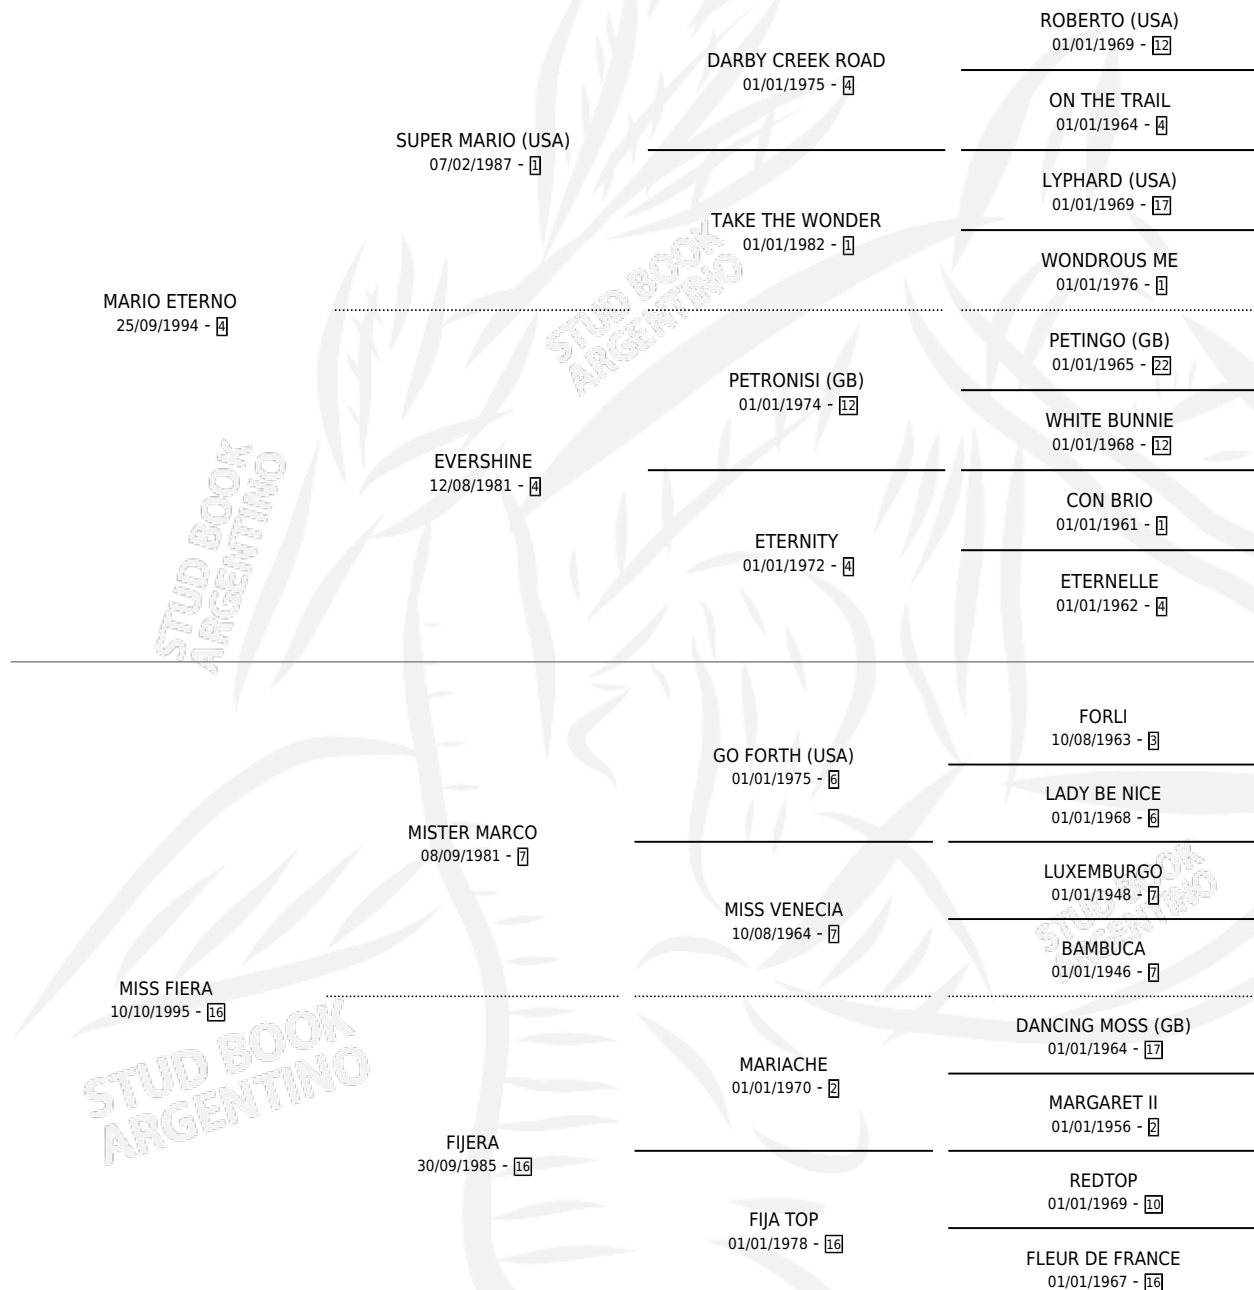 ROBERTO (USA)
01/01/1969 - 12
DARBY CREEK ROAD
01/01/1975 - 4
ON THE TRAIL
01/01/1964 - 4
SUPER MARIO (USA)
07/02/1987 - 1
LYPHARD (USA)
01/01/1969 - 17
TAKE THE WONDER
01/01/1982 - 1
WONDROUS ME
01/01/1976 - 1
MARIO ETERNO
25/09/1994 - 4
STUD BOOK
ARGENTINO
PETINGO (GB)
01/01/1965 - 22
PETRONISI (GB)
01/01/1974 - 12
WHITE BUNNIE
01/01/1968 - 12
EVERSHINE
12/08/1981 - 4
CON BRIO
01/01/1961 - 1
ETERNITY
01/01/1972 - 4
ETERNELLE
01/01/1962 - 4
STUD BOOK
ARGENTINO
FORLI
10/08/1963 - 3
GO FORTH (USA)
01/01/1975 - 6
LADY BE NICE
01/01/1968 - 6
MISTER MARCO
08/09/1981 - 7
LUXEMBURGO
01/01/1948 - 7
MISS VENECIA
10/08/1964 - 7
STUD BOOK
ARGENTINO
BAMBUCA
01/01/1946 - 7
MISS FIERA
10/10/1995 - 16
STUD BOOK
ARGENTINO
DANCING MOSS (GB)
01/01/1964 - 17
MARIACHE
01/01/1970 - 2
MARGARET II
01/01/1956 - 2
FIJERA
30/09/1985 - 16
REDTOP
01/01/1969 - 10
FIJA TOP
01/01/1978 - 16
FLEUR DE FRANCE
01/01/1967 - 16